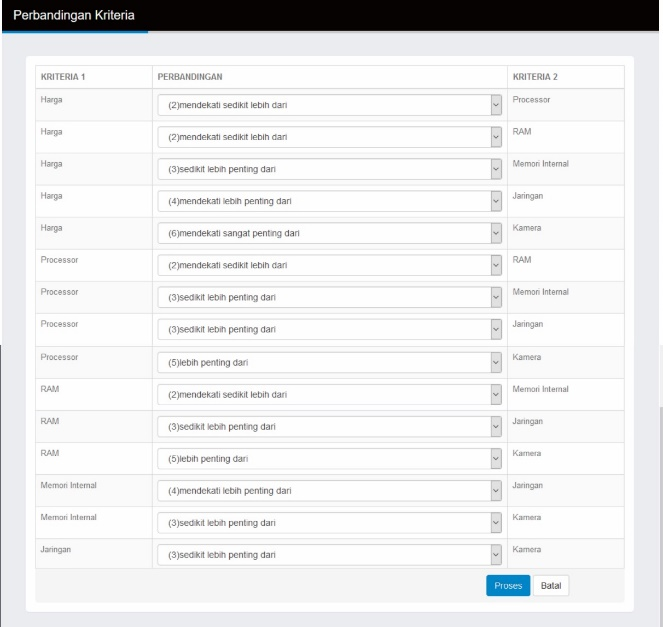 Perbandingan Kriteria
KRITERIA 1 PERBANDINGAN KRITERIA 2
Harga (2)mendekati sedikit lebih dari Processor
Harga (2)mendekati sedikit lebih dari RAM
Harga (3)sedikit lebih penting dari Memori Internal
Harga (4)mendekati lebih penting dari Jaringan
Harga (6)mendekati sangat penting dari Kamera
Processor (2)mendekati sedikit lebih dari RAM
Processor (3)sedikit lebih penting dari Memori Internal
Processor (3)sedikit lebih penting dari Jaringan
Processor (5)lebih penting dari Kamera
RAM (2)mendekati sedikit lebih dari Memori Internal
RAM (3)sedikit lebih penting dari Jaringan
RAM (5)lebih penting dari Kamera
Memori Internal (4)mendekati lebih penting dari Jaringan
Memori Internal (3)sedikit lebih penting dari Kamera
Jaringan (3)sedikit lebih penting dari Kamera
Proses Batal